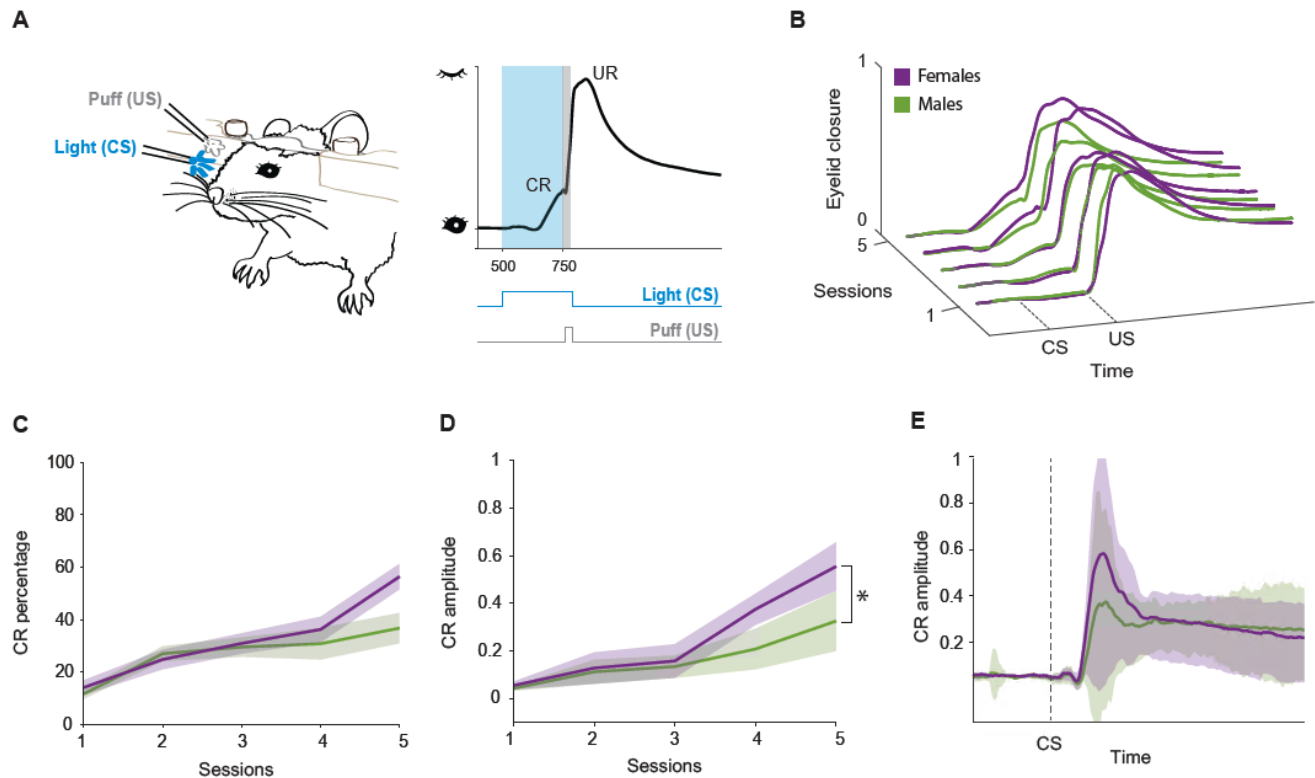 A
Puff (US)
Light (CS)
UR
CR
500
750
Light (CS)
Puff (US)
B
1
Females
Males
Eyelid closure
0
5
Sessions
1
CS
US
Time
C
100
80
60
40
20
0
CR percentage
1
2
3
4
5
Sessions
D
1
0.8
0.6
0.4
0.2
0
CR amplitude
*
1
2
3
4
5
Sessions
E
1
0.8
0.6
0.4
0.2
CR amplitude
CS
Time